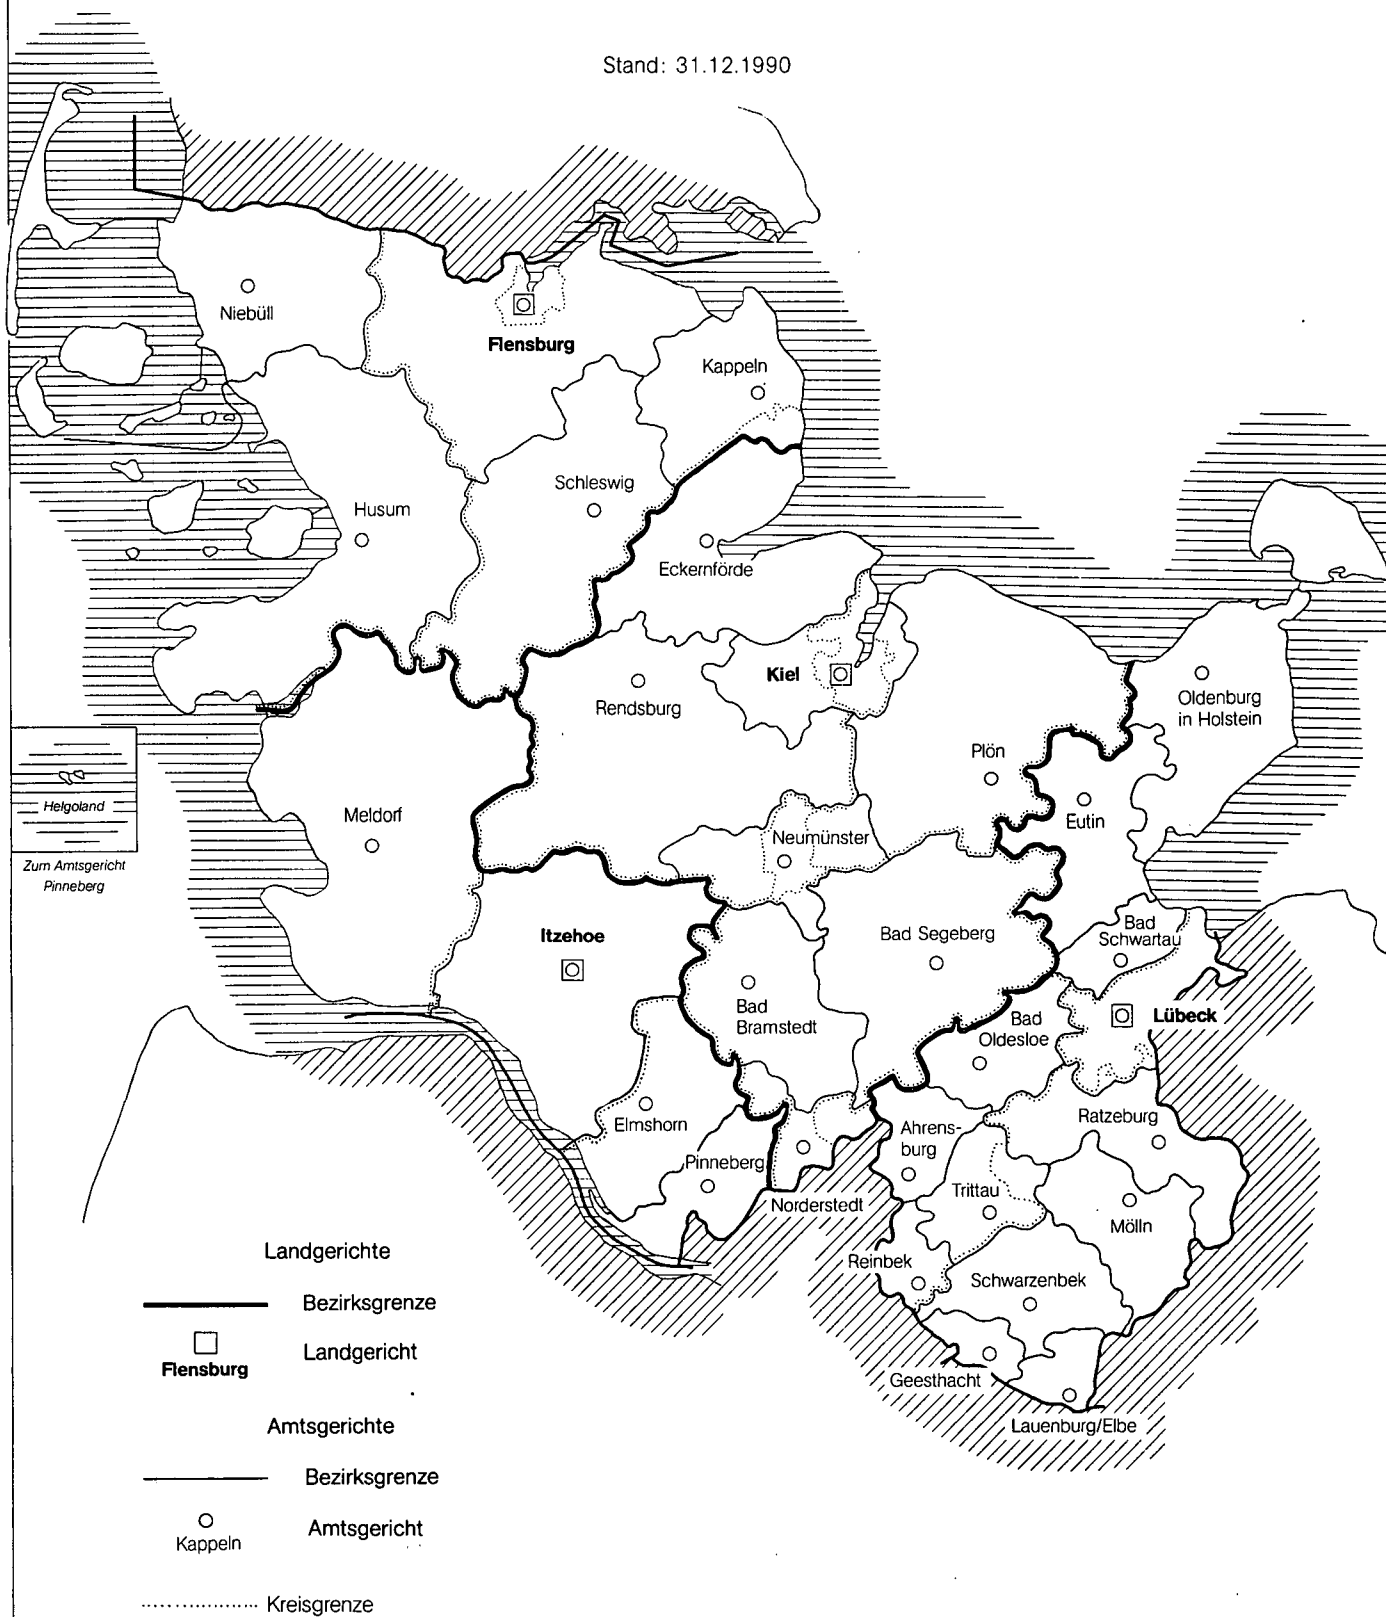 Stand: 31.12.1990
Niebüll
Flensburg
Kappeln
Schleswig
Husum
Eckernförde
Kiel
Rendsburg
Oldenburg
in Holstein
Plön
Helgoland
Zum Amtsgericht
Pinneberg
Meldorf
Eutin
Neumünster
Itzehoe
Bad Segeberg
Bad
Schwartau
Bad
Bramstedt
Bad
Oldesloe
Lübeck
Elmshorn
Pinneberg
Norderstedt
Ahrens-
burg
Ratzeburg
Trittau
Mölln
Reinbek
Schwarzenbek
Geesthacht
Lauenburg/Elbe
Landgerichte
Bezirksgrenze
Landgericht
Flensburg
Amtsgerichte
Bezirksgrenze
Amtsgericht
Kappeln
Kreisgrenze